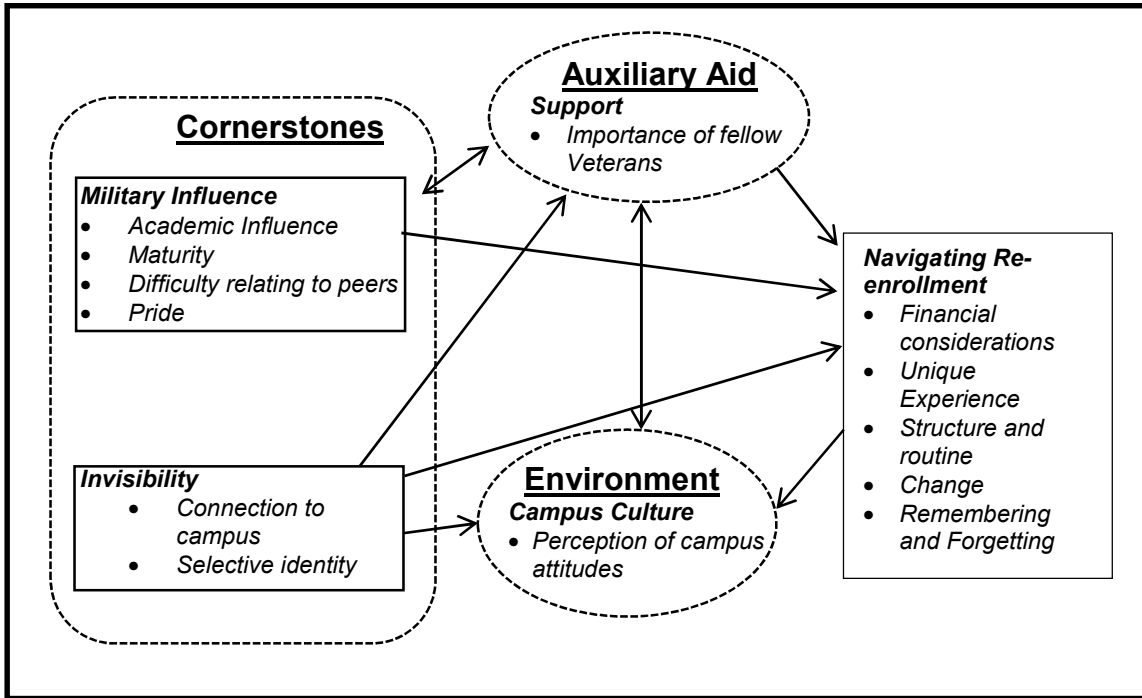 Cornerstones
Military Influence
• Academic Influence
• Maturity
• Difficulty relating to peers
• Pride
Invisibility
• Connection to
campus
• Selective identity
Auxiliary Aid
Support
• Importance of fellow
Veterans
Environment
Campus Culture
• Perception of campus
attitudes
Navigating Re-
enrollment
• Financial
considerations
• Unique
Experience
• Structure and
routine
• Change
• Remembering
and Forgetting